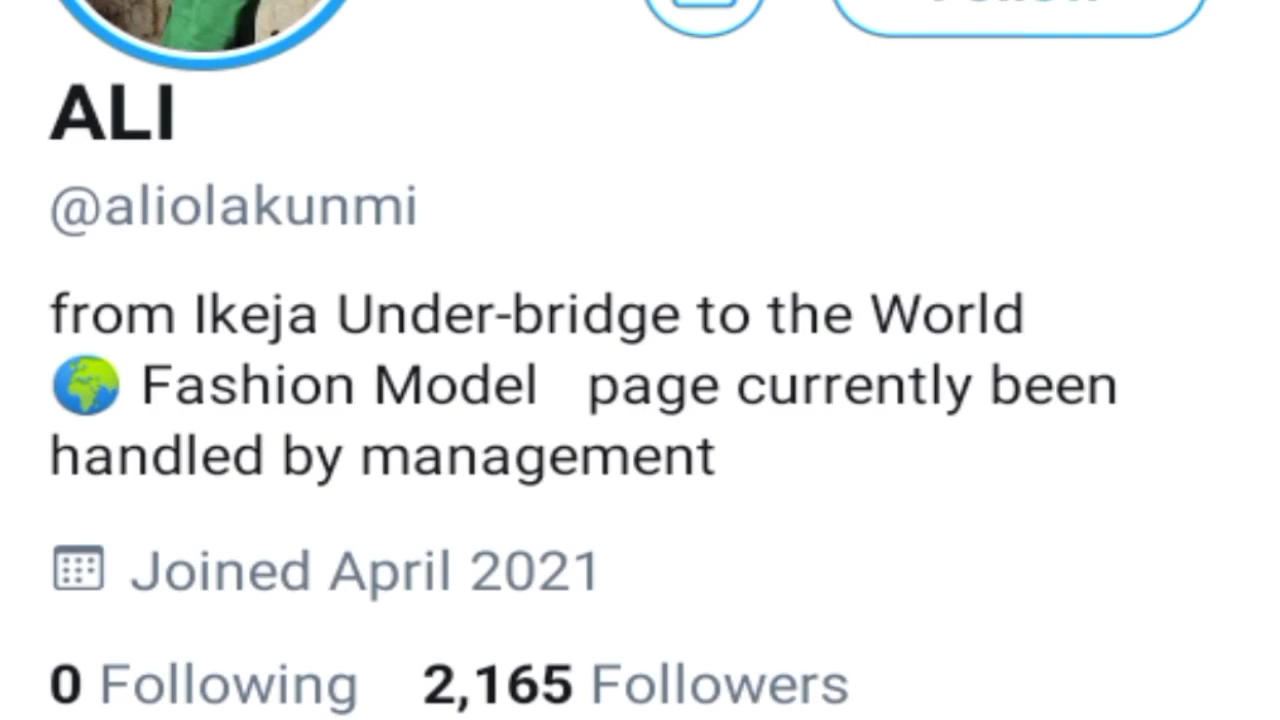 ALI
@aliolakunmi
from Ikeja Under-bridge to the World
🌍 Fashion Model page currently been
handled by management
Joined April 2021
0 Following 2,165 Followers